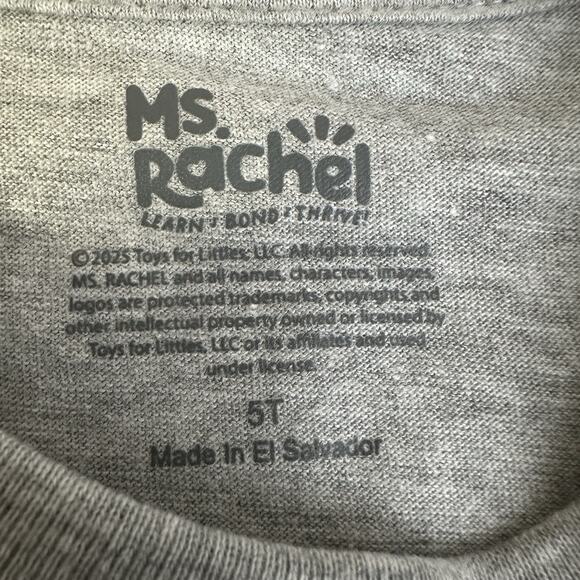 Ms.
Rachel
LEARN • BOND • THRIVE!
©2025 Toys for Littles, LLC. All rights reserved.
MS. RACHEL and all names, characters, images,
logos are protected trademarks, copyrights and
other intellectual property owned or licensed by
Toys for Littles, LLC or its affiliates and used
under license.
5T
Made In El Salvador